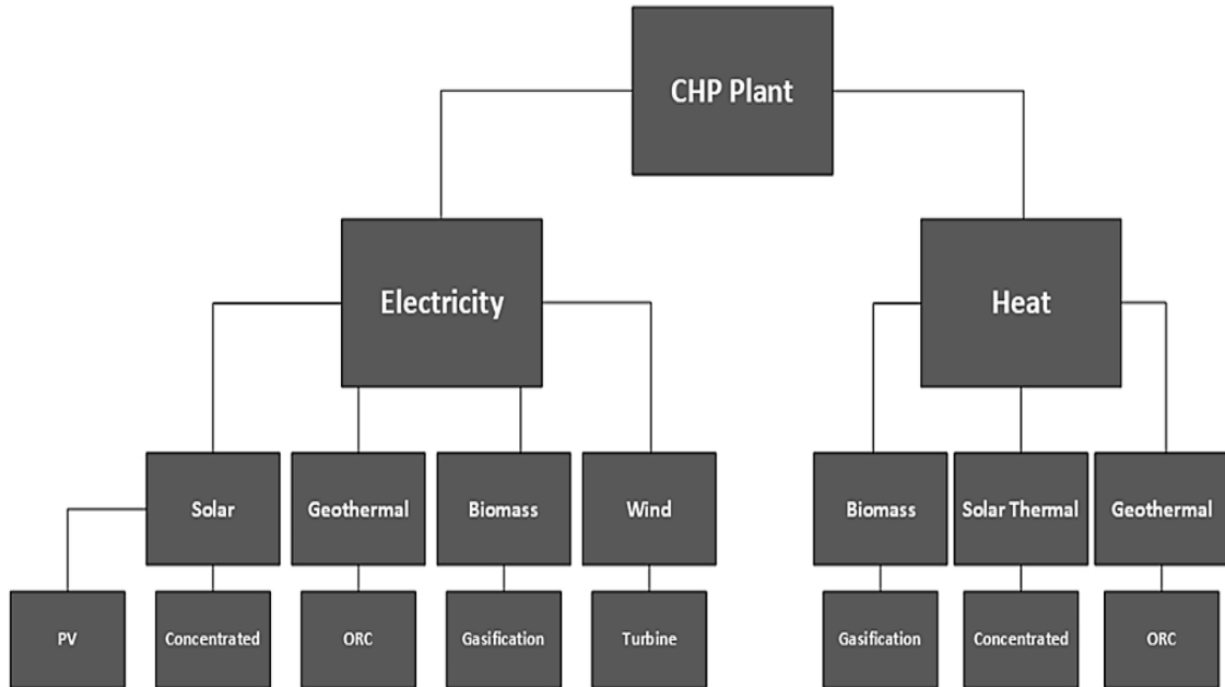 CHP Plant
Electricity
Heat
Solar
Geothermal
Biomass
Wind
Biomass
Solar Thermal
Geothermal
PV
Concentrated
ORC
Gasification
Turbine
Gasification
Concentrated
ORC